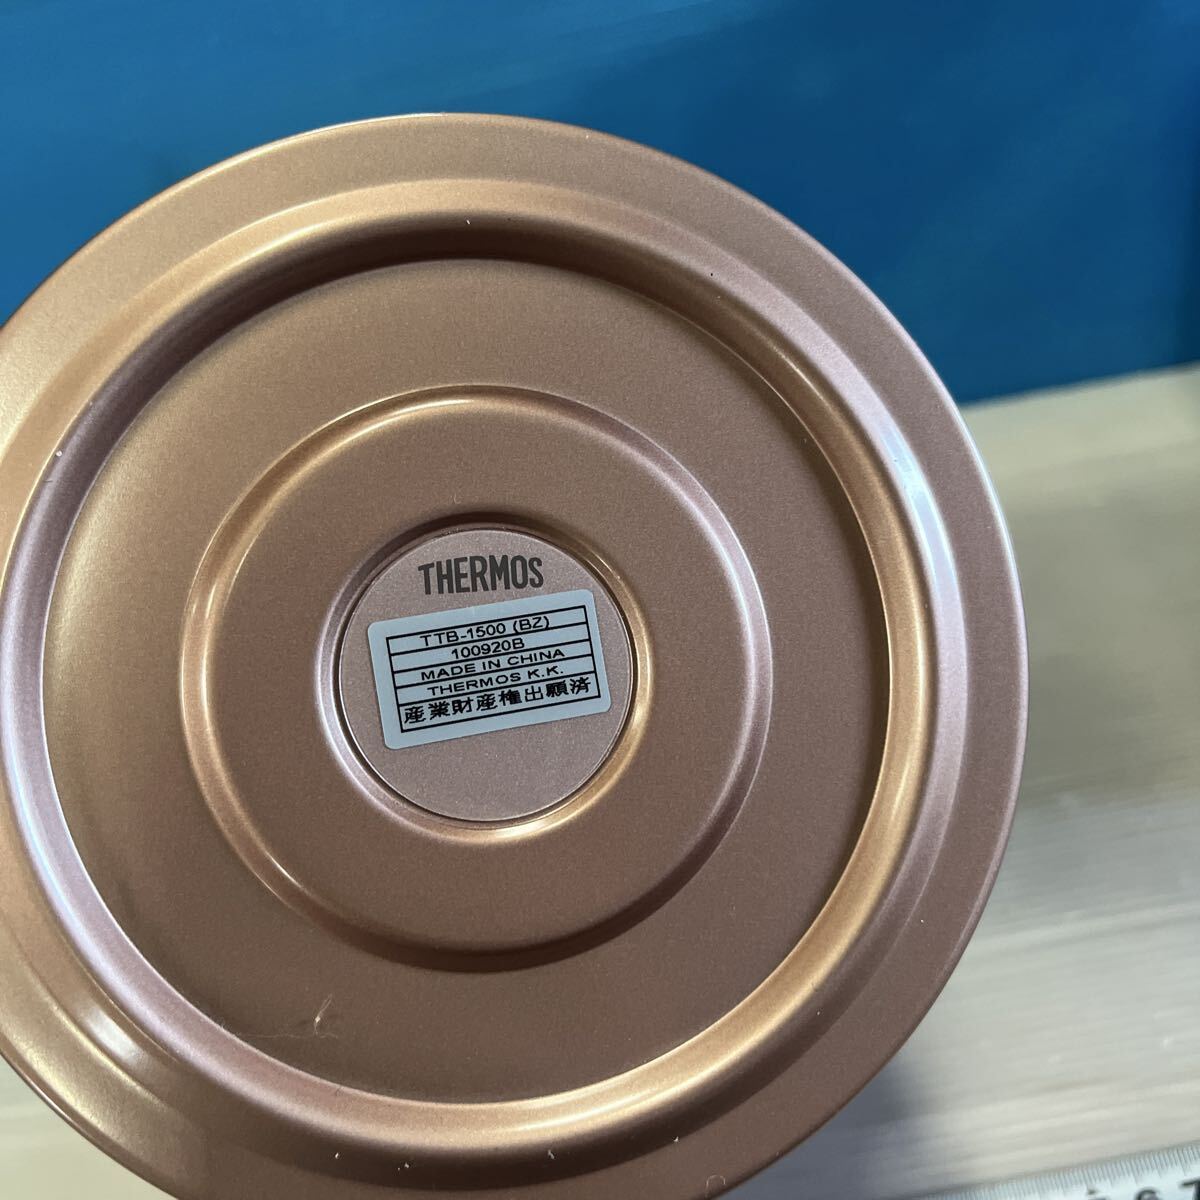 THERMOS
TTB-1500 (BZ)
100920B
MADE IN CHINA
THERMOS K.K.
産業財産権出願済